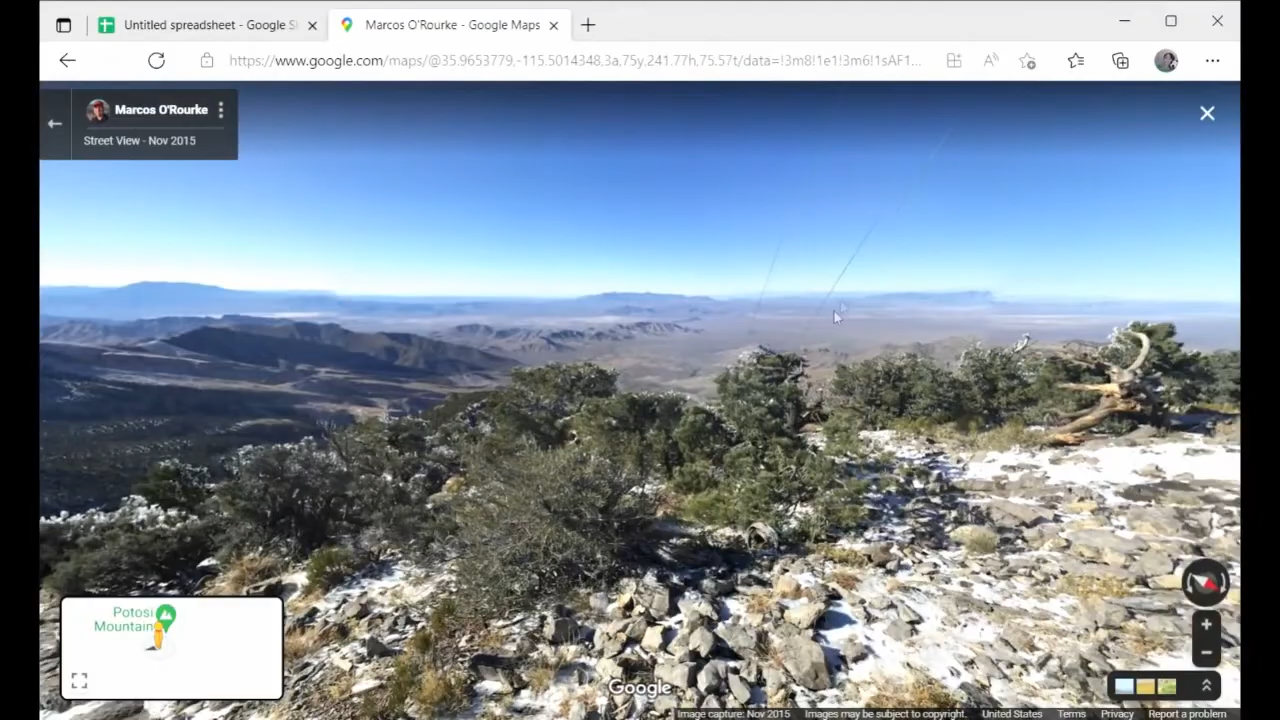 Untitled spreadsheet - Google S
Marcos O'Rourke - Google Maps
https://www.google.com/maps/@35.9653779,-115.5014348,3a,75y,241.77h,75.57t/data=!3m8!1e1!3m6!1sAF1...
Marcos O'Rourke
Street View - Nov 2015
Potosi
Mountain
Google
Image capture: Nov 2015 Images may be subject to copyright. United States Terms Privacy Report a problem